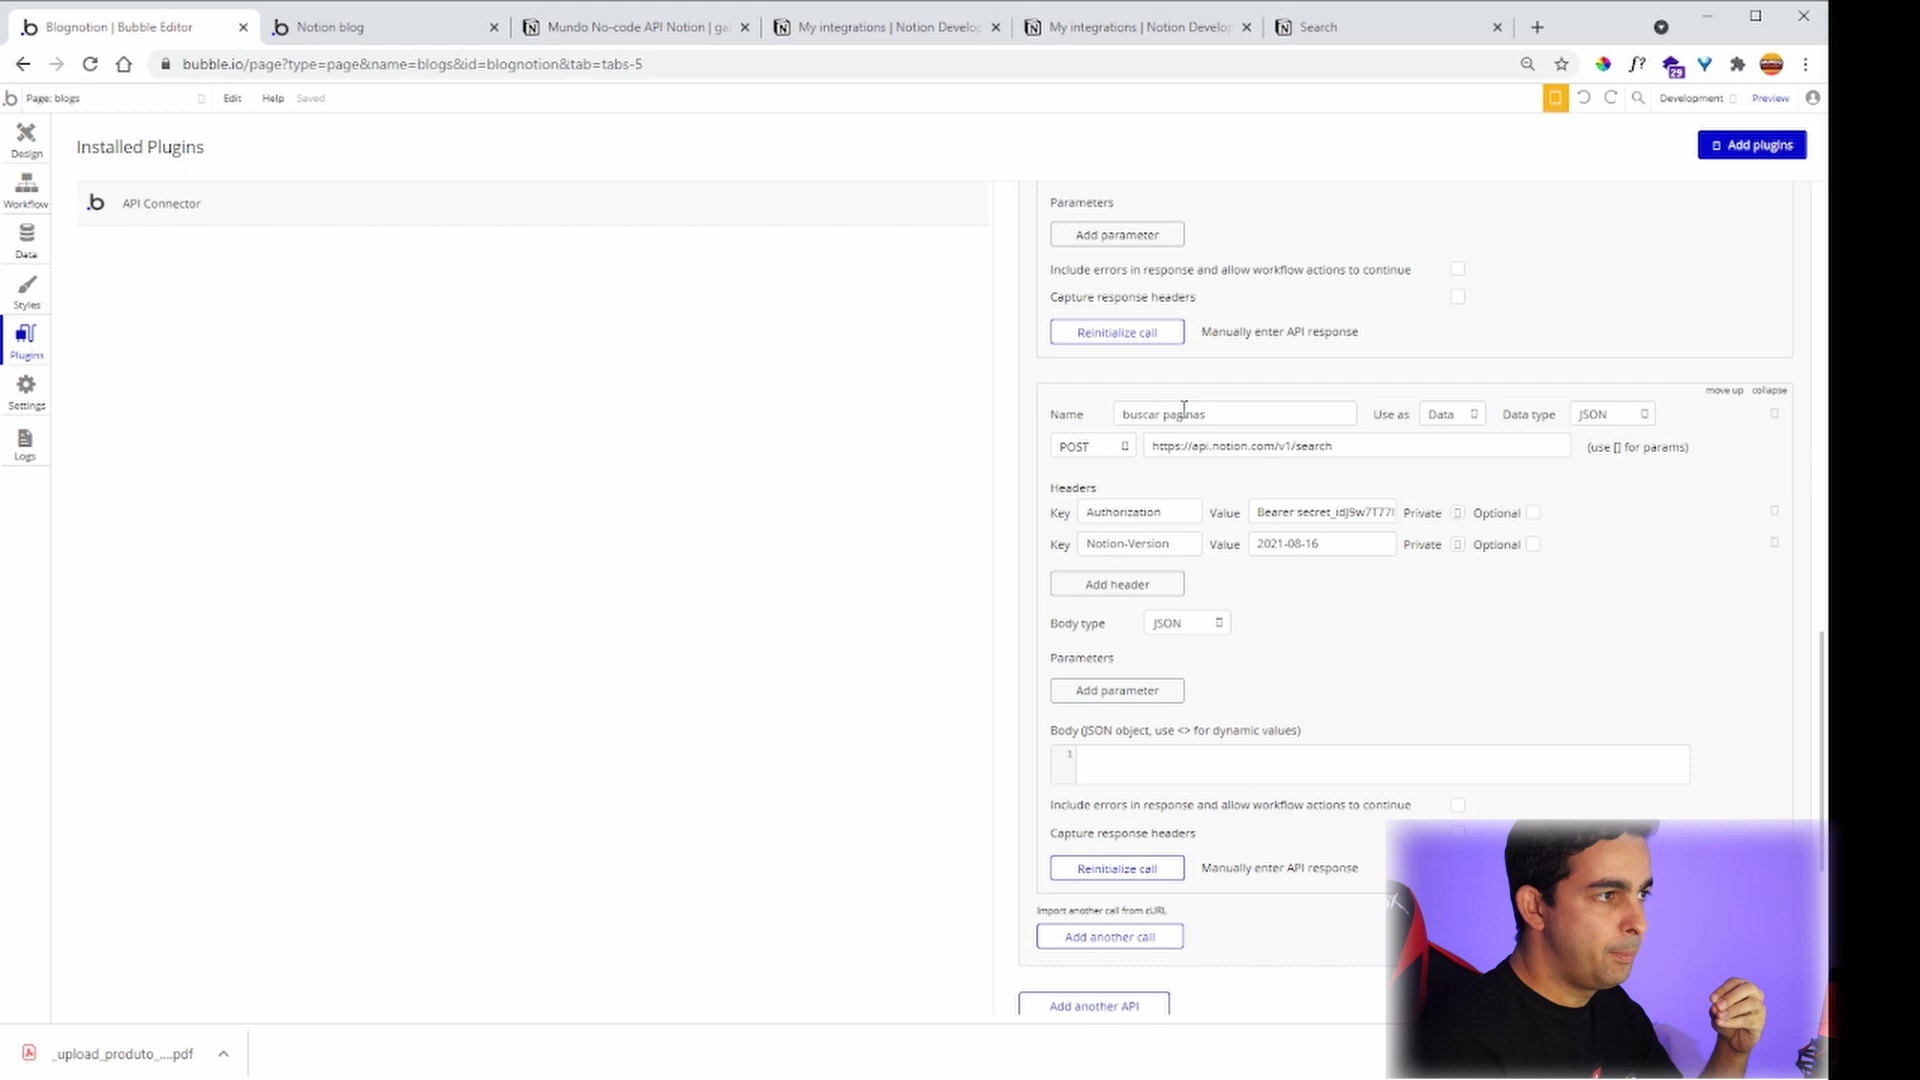 Blognotion | Bubble Editor
Notion blog
Mundo No-code API Notion | ga
My integrations | Notion Develop
My integrations | Notion Develop
Search
bubble.io/page?type=page&name=blogs&id=blognotion&tab=tabs-5
29
Page: blogs
Edit
Help
Saved
Development
Preview
Design
Workflow
Data
Styles
Plugins
Settings
Logs
Installed Plugins
Add plugins
API Connector
Parameters
Add parameter
Include errors in response and allow workflow actions to continue
Capture response headers
Reinitialize call
Manually enter API response
move up collapse
Name buscar paginas Use as Data Data type JSON
POST https://api.notion.com/v1/search (use [] for params)
Headers
Key Authorization Value Bearer secret_ Private Optional
Key Notion-Version Value 2021-08-16 Private Optional
Add header
Body type JSON
Parameters
Add parameter
Body (JSON object, use <> for dynamic values)
1
Include errors in response and allow workflow actions to continue
Capture response headers
Reinitialize call
Manually enter API response
Import another call from cURL
Add another call
Add another API
_upload_produto_....pdf